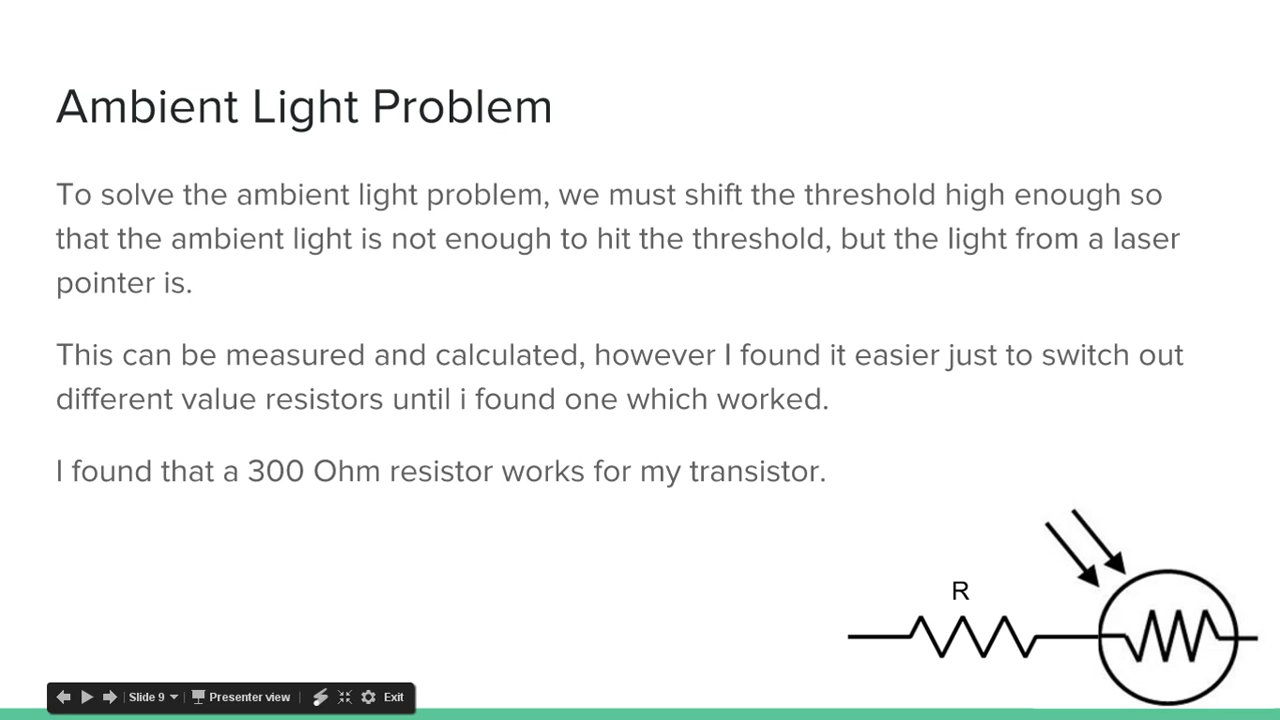 Ambient Light Problem
To solve the ambient light problem, we must shift the threshold high enough so
that the ambient light is not enough to hit the threshold, but the light from a laser
pointer is.
This can be measured and calculated, however I found it easier just to switch out
different value resistors until i found one which worked.
I found that a 300 Ohm resistor works for my transistor.
R
Slide 9 Presenter view Exit